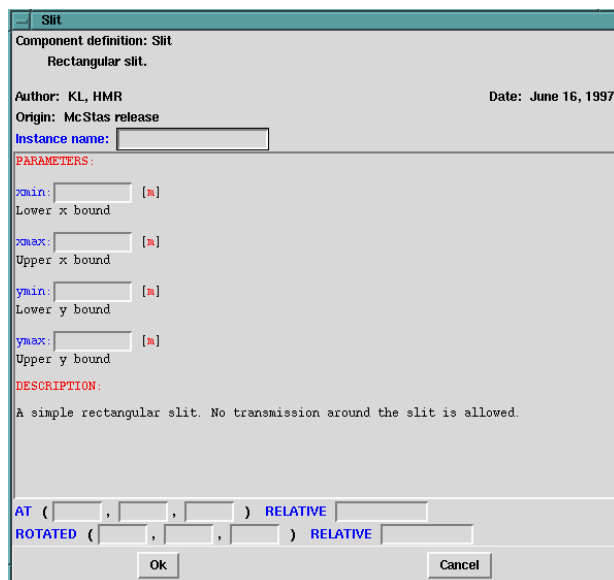 Slit
Component definition: Slit
Rectangular slit.
Author: KL, HMR Date: June 16, 1997
Origin: McStas release
Instance name:
PARAMETERS:
xmin: [m]
Lower x bound
xmax: [m]
Upper x bound
ymin: [m]
Lower y bound
ymax: [m]
Upper y bound
DESCRIPTION:
A simple rectangular slit. No transmission around the slit is allowed.
AT ( , , ) RELATIVE
ROTATED ( , , ) RELATIVE
Ok Cancel